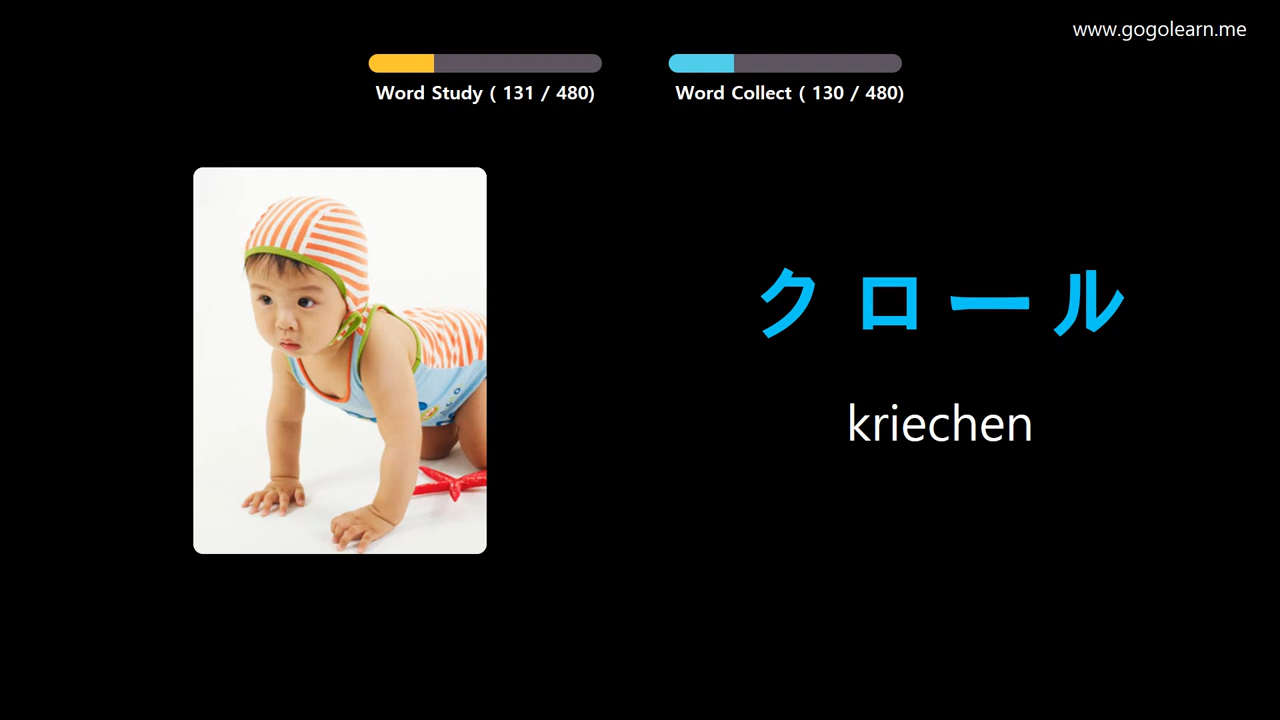 www.gogolearn.me
Word Study ( 131 / 480)
Word Collect ( 130 / 480)
クロール
kriechen